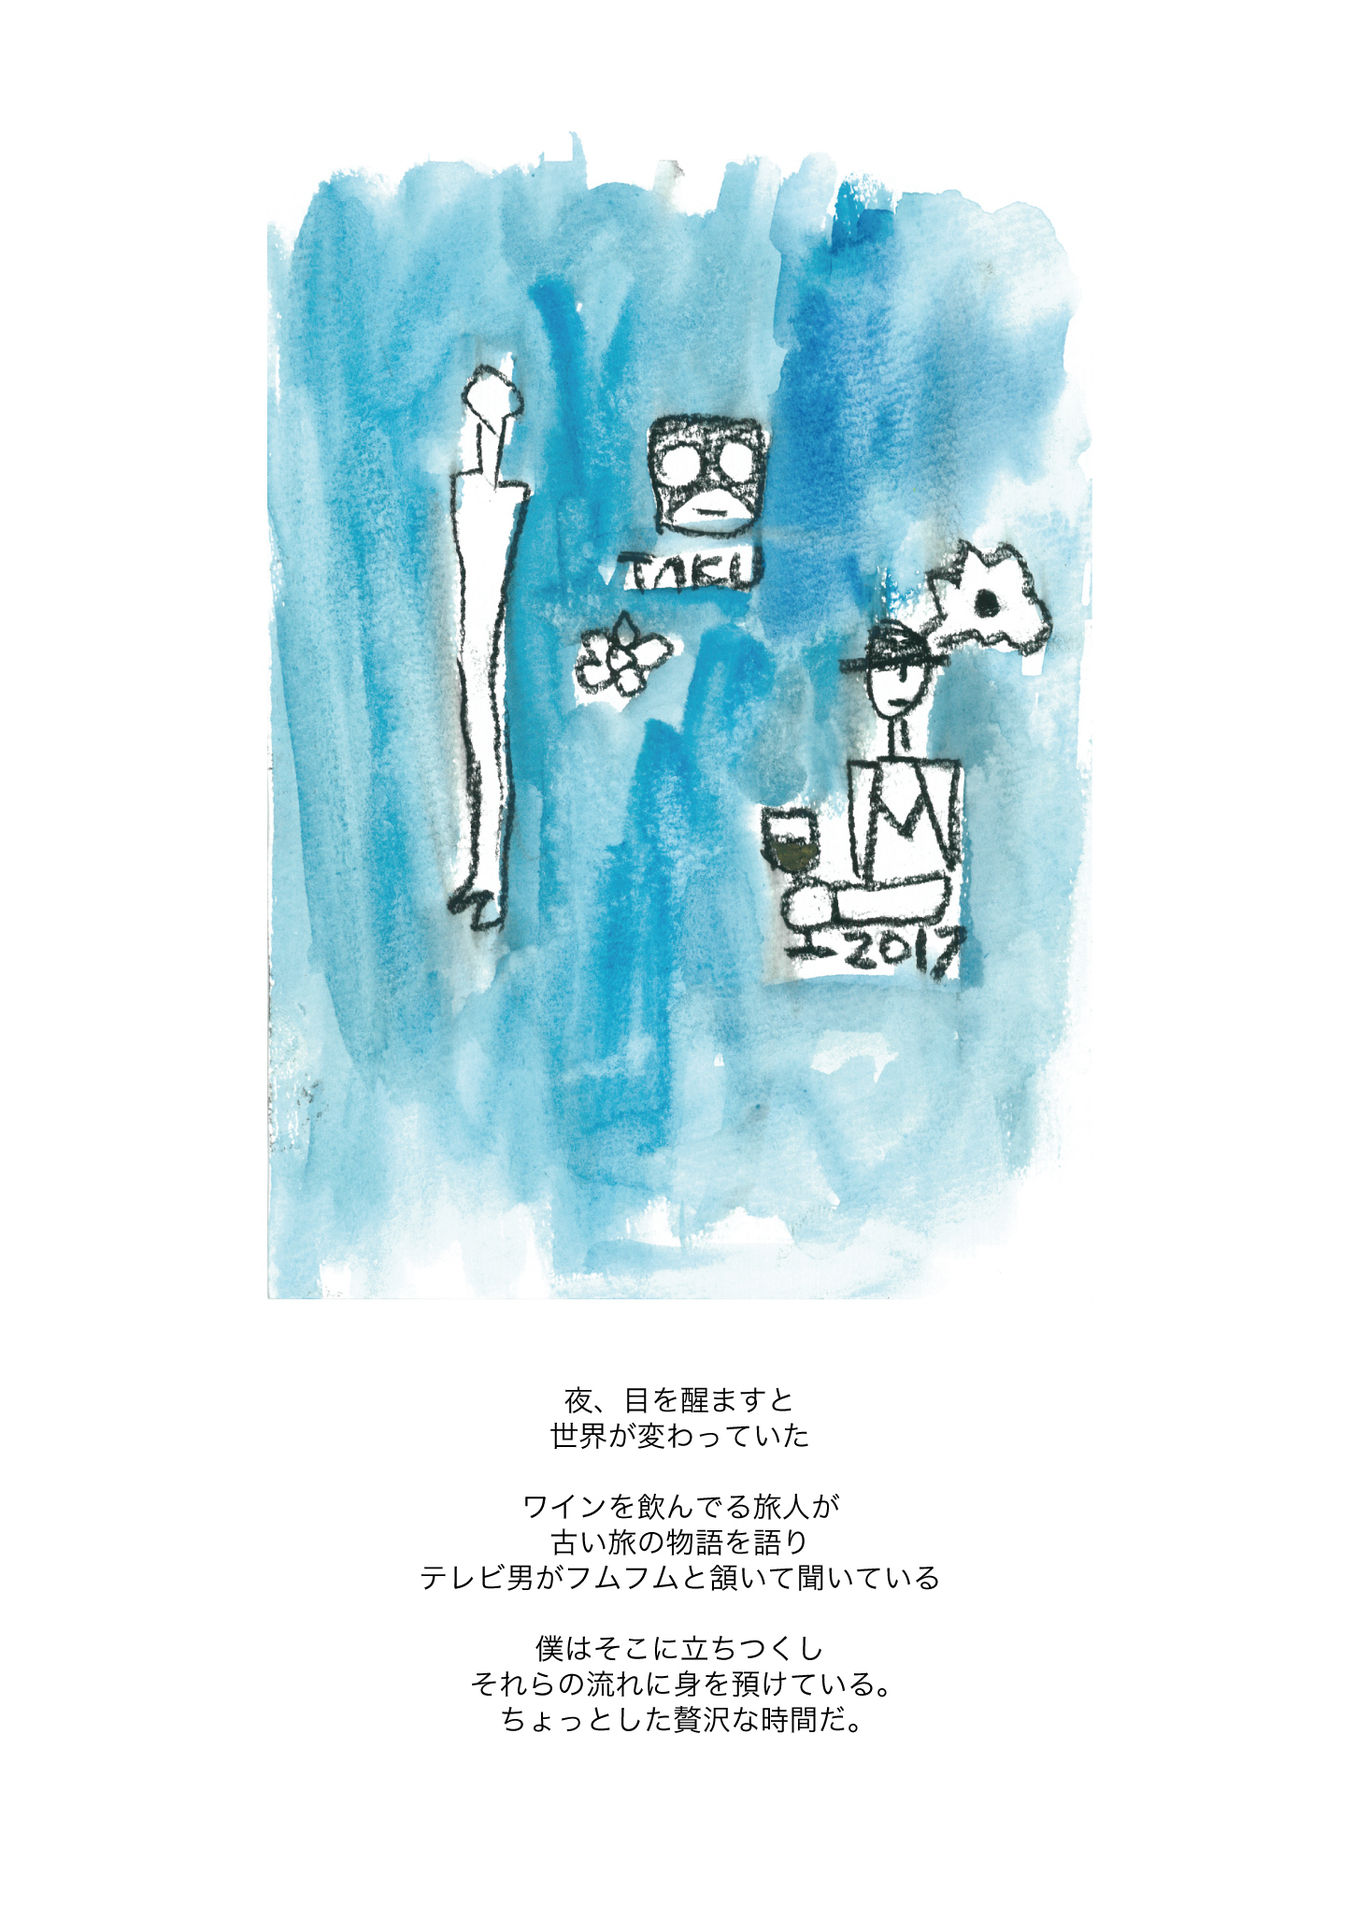 TAKU
2017
夜、目を醒ますと
世界が変わっていた
ワインを飲んでる旅人が
古い旅の物語を語り
テレビ男がフムフムと頷いて聞いている
僕はそこに立ちつくし
それらの流れに身を預けている。
ちょっとした贅沢な時間だ。